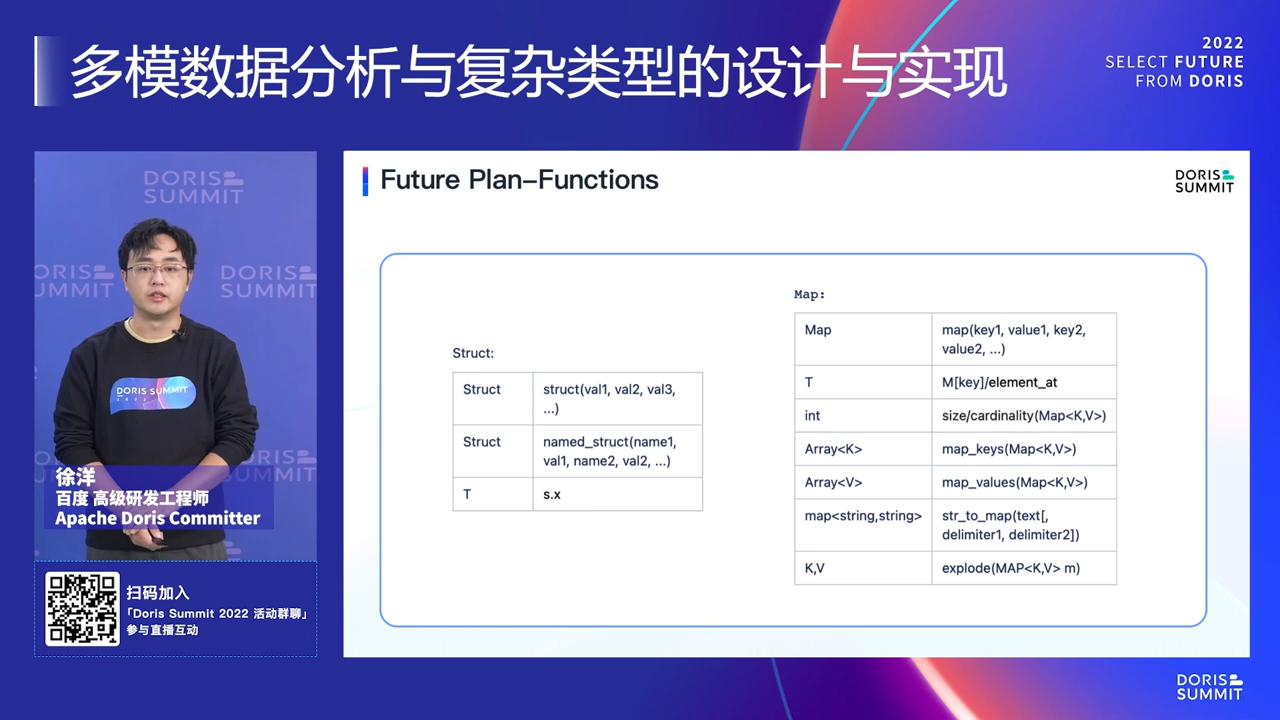 多模数据分析与复杂类型的设计与实现
2022
SELECT FUTURE
FROM DORIS
DORIS
SUMMIT
DORIS
SUMMIT
DORIS
SUMMIT
DORIS SUMMIT
2022
徐洋
百度 高级研发工程师
Apache Doris Committer
扫码加入
「Doris Summit 2022 活动群聊」
参与直播互动
Future Plan–Functions
DORIS
SUMMIT
Struct:
Struct struct(val1, val2, val3,
...)
Struct named_struct(name1,
val1, name2, val2, ...)
T s.x
Map:
Map map(key1, value1, key2,
value2, ...)
T M[key]/element_at
int size/cardinality(Map<K,V>)
Array<K> map_keys(Map<K,V>)
Array<V> map_values(Map<K,V>)
map<string,string> str_to_map(text[,
delimiter1, delimiter2])
K,V explode(MAP<K,V> m)
DORIS
SUMMIT